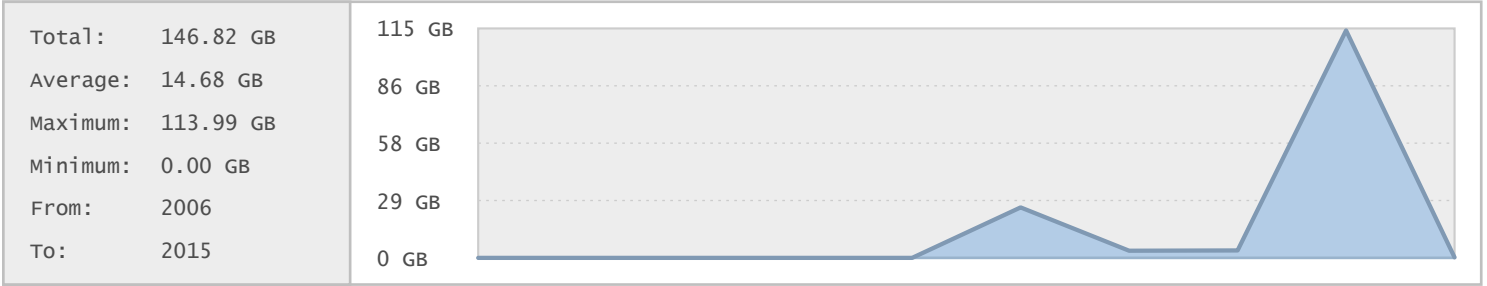 Total: 146.82 GB
Average: 14.68 GB
Maximum: 113.99 GB
Minimum: 0.00 GB
From: 2006
To: 2015
115 GB
86 GB
58 GB
29 GB
0 GB